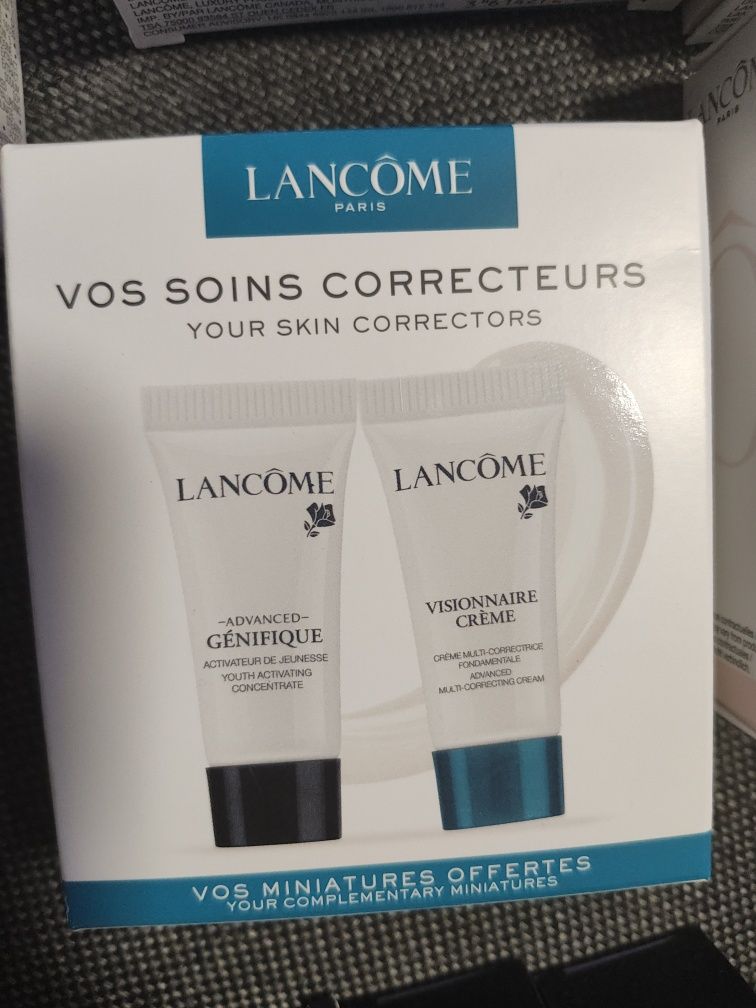 LANCÔME
PARIS
VOS SOINS CORRECTEURS
YOUR SKIN CORRECTORS
LANCÔME
-ADVANCED-
GÉNIFIQUE
ACTIVATEUR DE JEUNESSE
YOUTH ACTIVATING
CONCENTRATE
LANCÔME
VISIONNAIRE
CRÈME
CRÈME MULTI-CORRECTRICE
FONDAMENTALE
ADVANCED
MULTI-CORRECTING CREAM
VOS MINIATURES OFFERTES
YOUR COMPLEMENTARY MINIATURES
PARIS